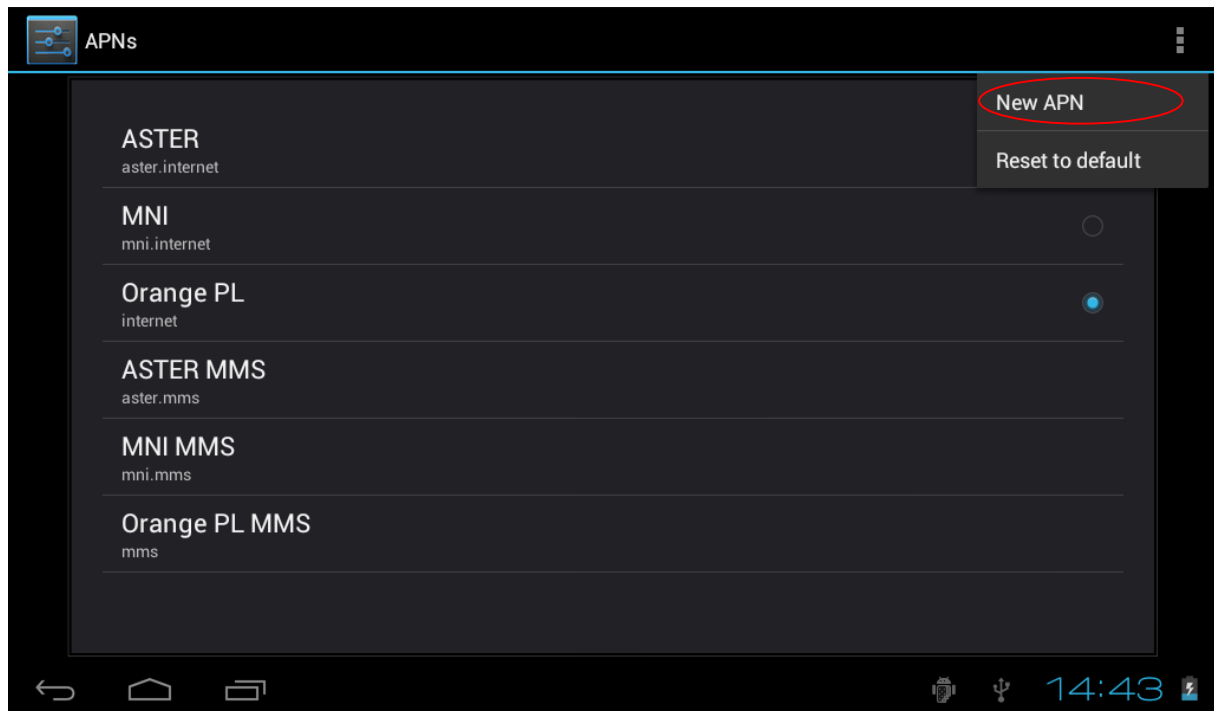 APNs
New APN
Reset to default
ASTER
aster.internet
MNI
mni.internet
Orange PL
internet
ASTER MMS
aster.mms
MNI MMS
mni.mms
Orange PL MMS
mms
14:43